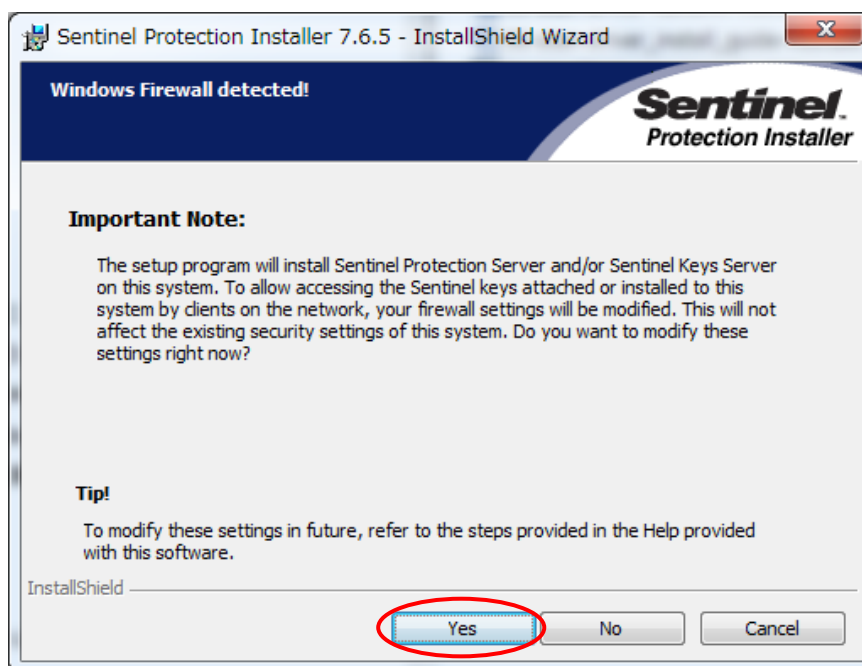 Sentinel Protection Installer 7.6.5 - InstallShield Wizard
Windows Firewall detected!
Sentinel.
Protection Installer
Important Note:
The setup program will install Sentinel Protection Server and/or Sentinel Keys Server
on this system. To allow accessing the Sentinel keys attached or installed to this
system by clients on the network, your firewall settings will be modified. This will not
affect the existing security settings of this system. Do you want to modify these
settings right now?
Tip!
To modify these settings in future, refer to the steps provided in the Help provided
with this software.
InstallShield
Yes
No
Cancel